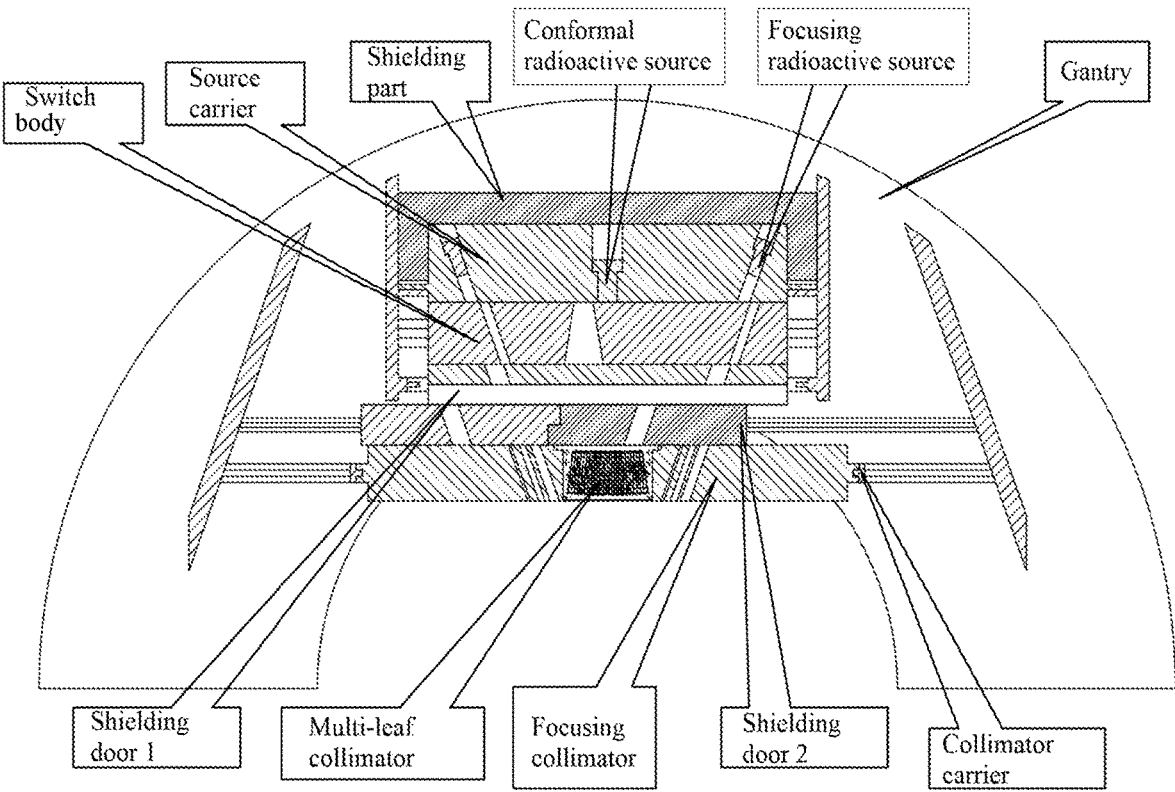 Switch
body
Source
carrier
Shielding
part
Conformal
radioactive source
Focusing
radioactive source
Gantry
Shielding
door 1
Multi-leaf
collimator
Focusing
collimator
Shielding
door 2
Collimator
carrier